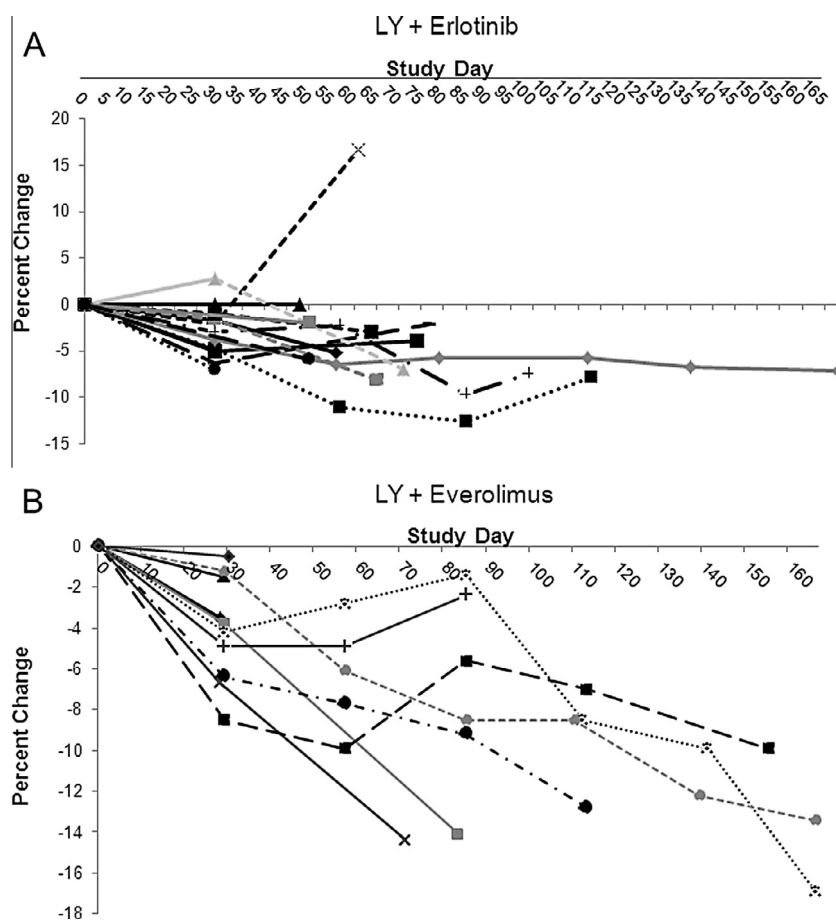 A
LY + Erlotinib
Study Day
0 5 10 15 20 25 30 35 40 45 50 55 60 65 70 75 80 85 90 95 100 105 110 115 120 125 130 135 140 145 150 155 160 165
20
15
10
5
0
-5
-10
-15
Percent Change
B
LY + Everolimus
Study Day
0 10 20 30 40 50 60 70 80 90 100 110 120 130 140 150 160
0
-2
-4
-6
-8
-10
-12
-14
-16
-18
Percent Change